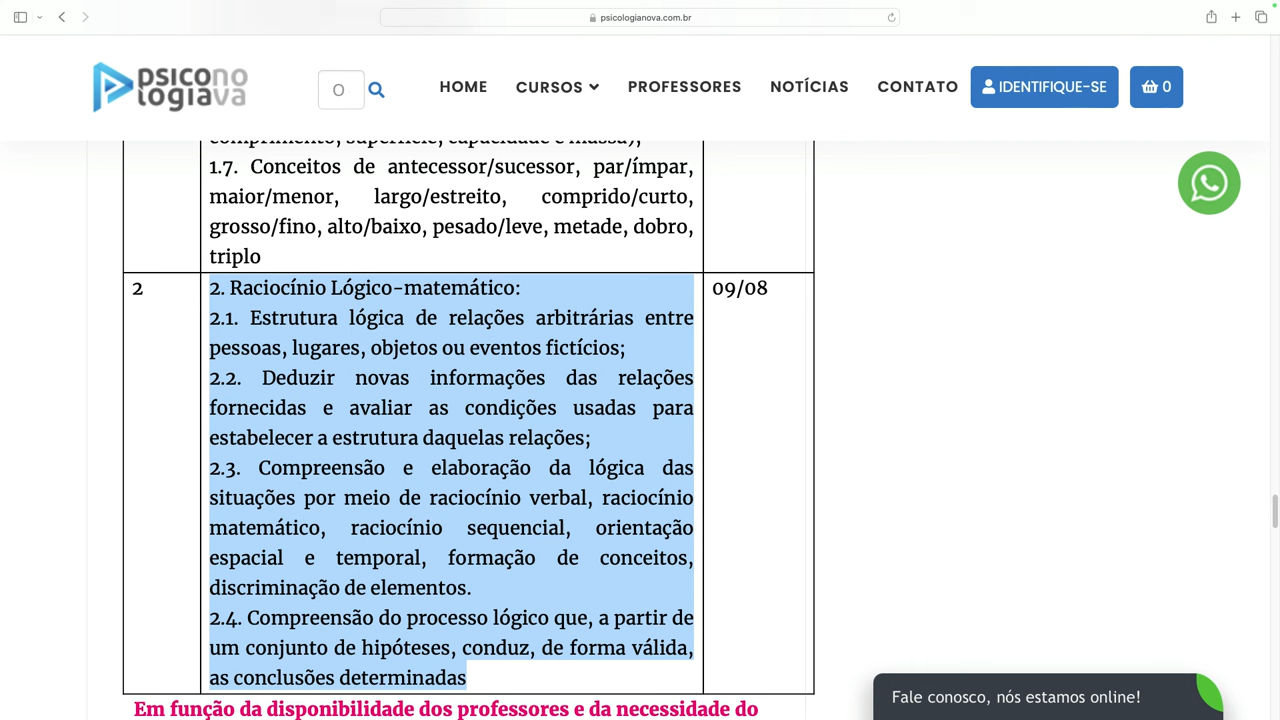 psicologianova.com.br
psicono
logiava
O
HOME
CURSOS
PROFESSORES
NOTÍCIAS
CONTATO
IDENTIFIQUE-SE
0
comprimento, superfície, capacidade e massa);
1.7. Conceitos de antecessor/sucessor, par/ímpar,
maior/menor, largo/estreito, comprido/curto,
grosso/fino, alto/baixo, pesado/leve, metade, dobro,
triplo
2
2. Raciocínio Lógico-matemático:
09/08
2.1. Estrutura lógica de relações arbitrárias entre
pessoas, lugares, objetos ou eventos fictícios;
2.2. Deduzir novas informações das relações
fornecidas e avaliar as condições usadas para
estabelecer a estrutura daquelas relações;
2.3. Compreensão e elaboração da lógica das
situações por meio de raciocínio verbal, raciocínio
matemático, raciocínio sequencial, orientação
espacial e temporal, formação de conceitos,
discriminação de elementos.
2.4. Compreensão do processo lógico que, a partir de
um conjunto de hipóteses, conduz, de forma válida,
as conclusões determinadas
Em função da disponibilidade dos professores e da necessidade do
Fale conosco, nós estamos online!